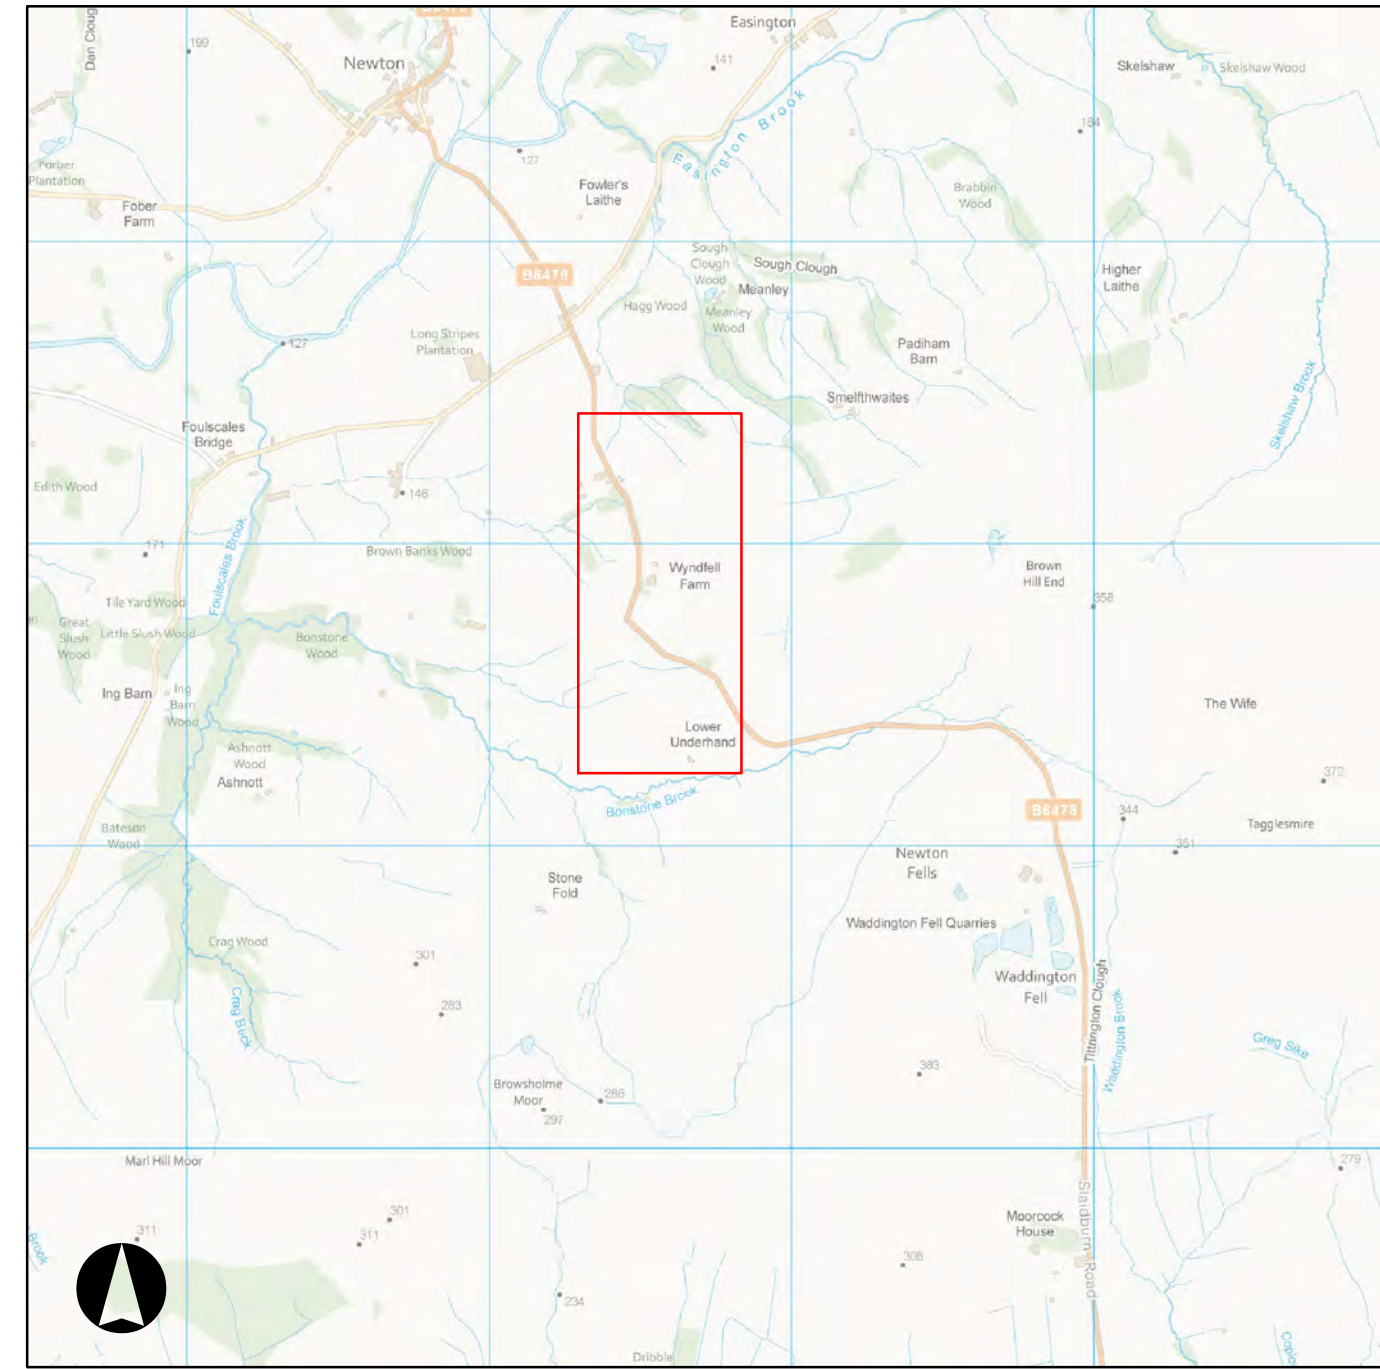 Easington
Newton
199
141
Skelshaw
Skelshaw Wood
Easington Brook
184
127
Forber
Plantation
Fowler's
Laithe
Brabbin
Wood
Fober
Farm
Sough
Clough
Wood
Sough Clough
B6478
Higher
Laithe
Meanley
Hagg Wood
Meanley
Wood
127
Long Stripes
Plantation
Padiham
Barn
Smelfthwaites
Skelshaw Brook
Foulscales
Bridge
Edith Wood
146
Foulscales Brook
171
Brown Banks Wood
Wyndfell
Farm
Brown
Hill End
358
Tile Yard Wood
Great
Slush
Wood
Little Slush Wood
Bonstone
Wood
Ing Barn
Ing
Barn
Wood
The Wife
Lower
Underhand
Ashnott
Wood
Ashnott
372
Bonstone Brook
B6478
344
Bateson
Wood
Tagglesmire
351
Newton
Fells
Stone
Fold
Waddington Fell Quarries
Crag Wood
301
Waddington
Fell
Tittrington Clough
Waddington Brook
Crag Beck
283
Greg Sike
383
Browsholme
Moor
288
297
Marl Hill Moor
279
Slaidburn Road
Moorcock
House
301
311
311
Brook
308
234
Dribble